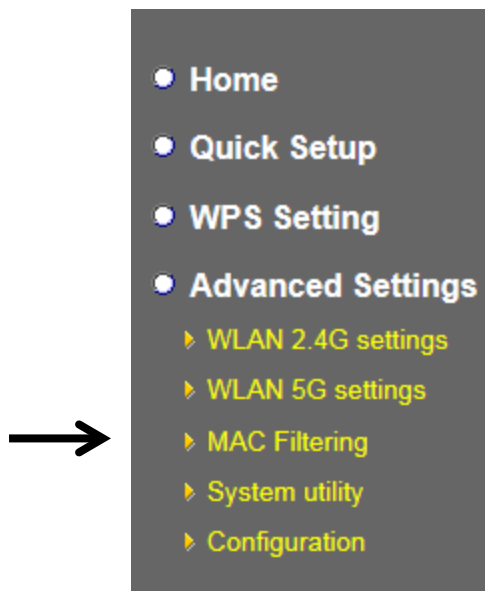 Home
Quick Setup
WPS Setting
Advanced Settings
WLAN 2.4G settings
WLAN 5G settings
MAC Filtering
System utility
Configuration